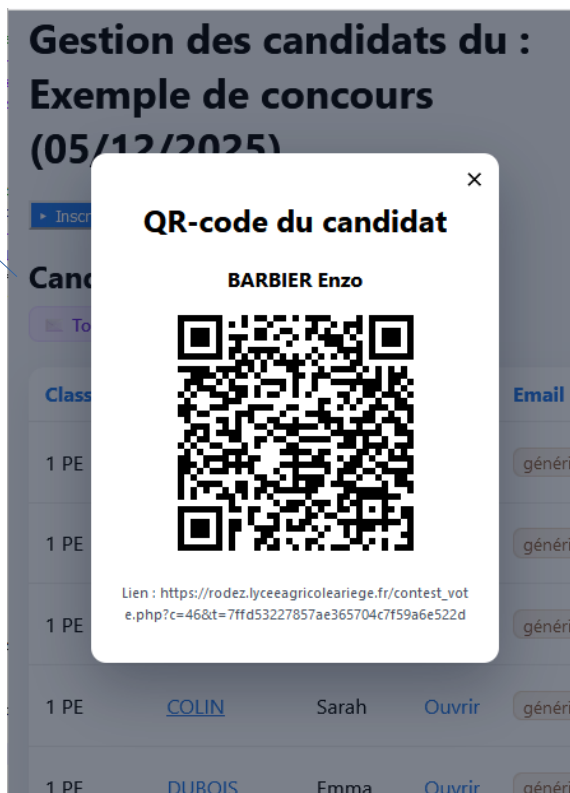 Gestion des candidats du :
Exemple de concours
(05/12/2025)
×
QR-code du candidat
BARBIER Enzo
Lien : https://rodez.lyceeagricoleariege.fr/contest_vot
e.php?c=46&t=7ffd53227857ae365704c7f59a6e522d
Email
1 PE
1 PE
1 PE
1 PE COLIN Sarah Ouvrir
1 PE DUBOIS Emma Ouvrir